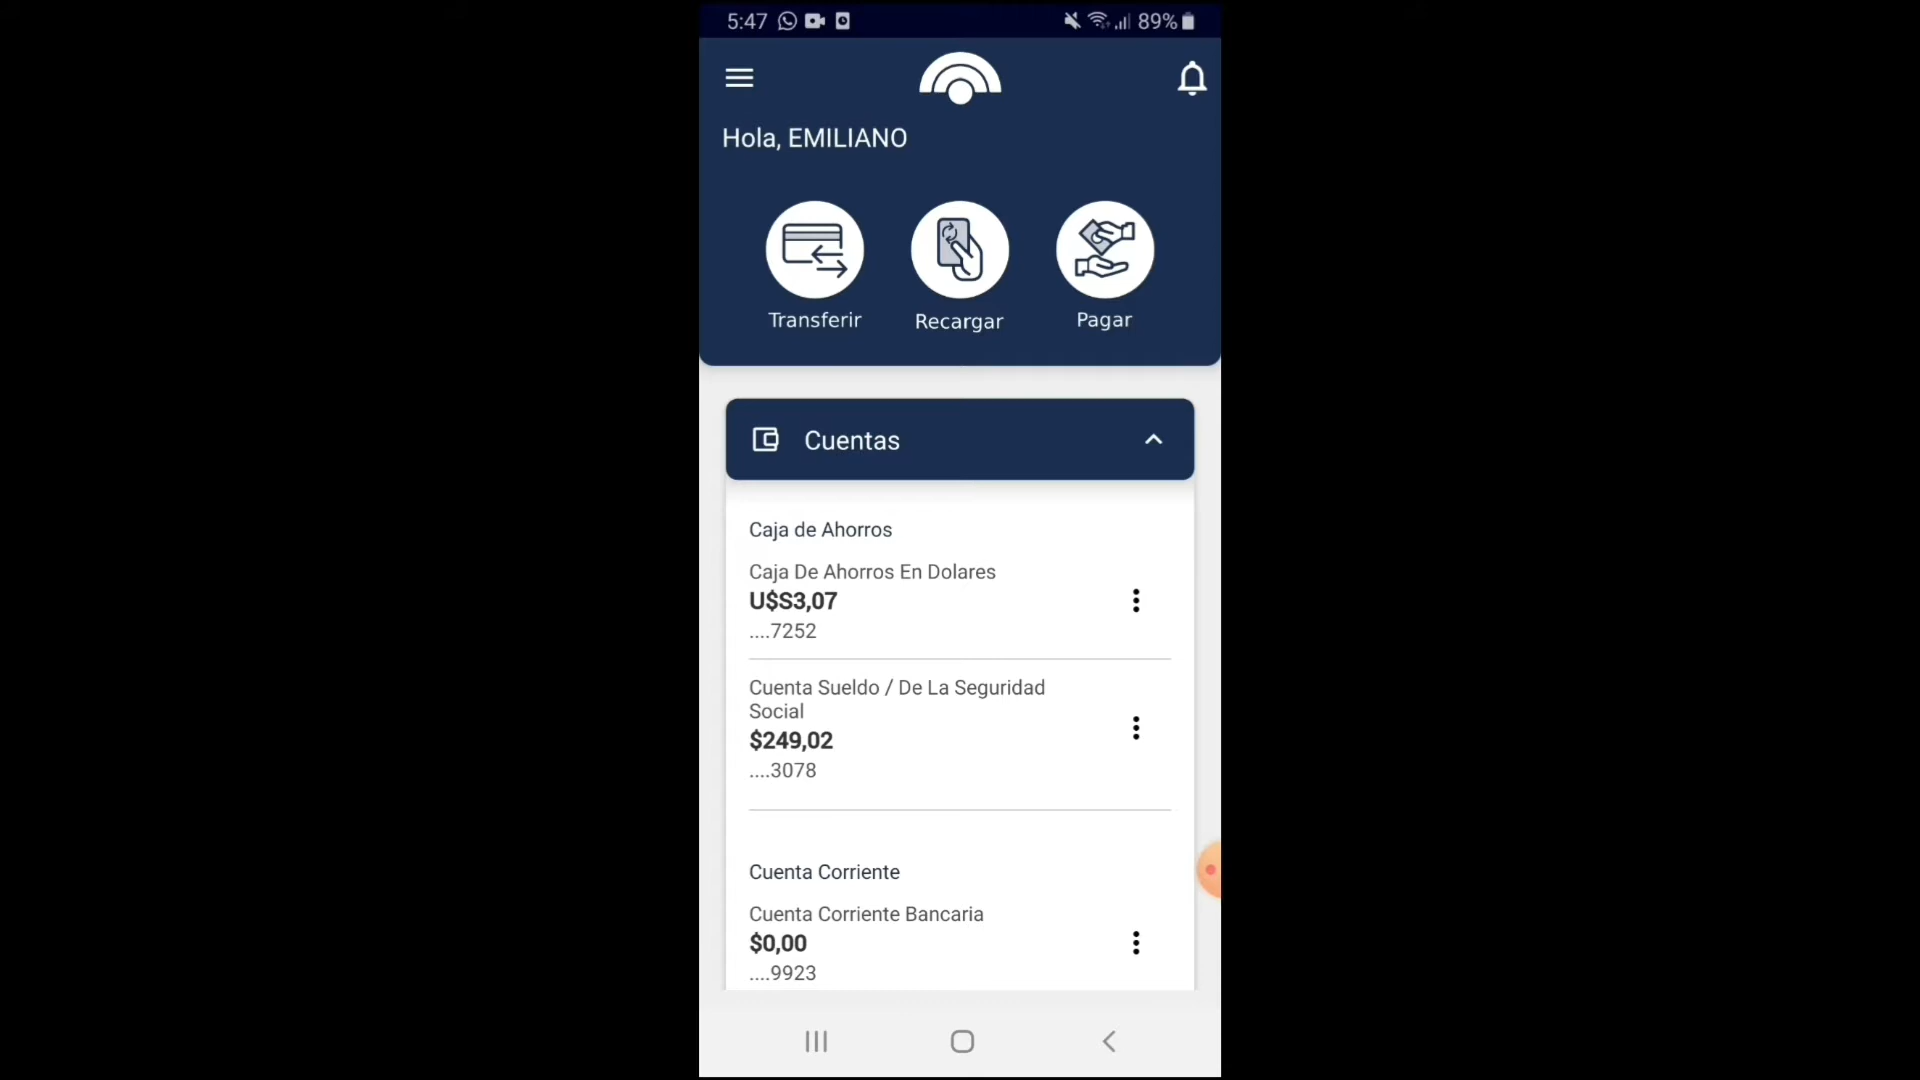 5:47
89%
Hola, EMILIANO
Transferir
Recargar
Pagar
Cuentas
Caja de Ahorros
Caja De Ahorros En Dolares
U$S3,07
....7252
Cuenta Sueldo / De La Seguridad
Social
$249,02
....3078
Cuenta Corriente
Cuenta Corriente Bancaria
$0,00
....9923